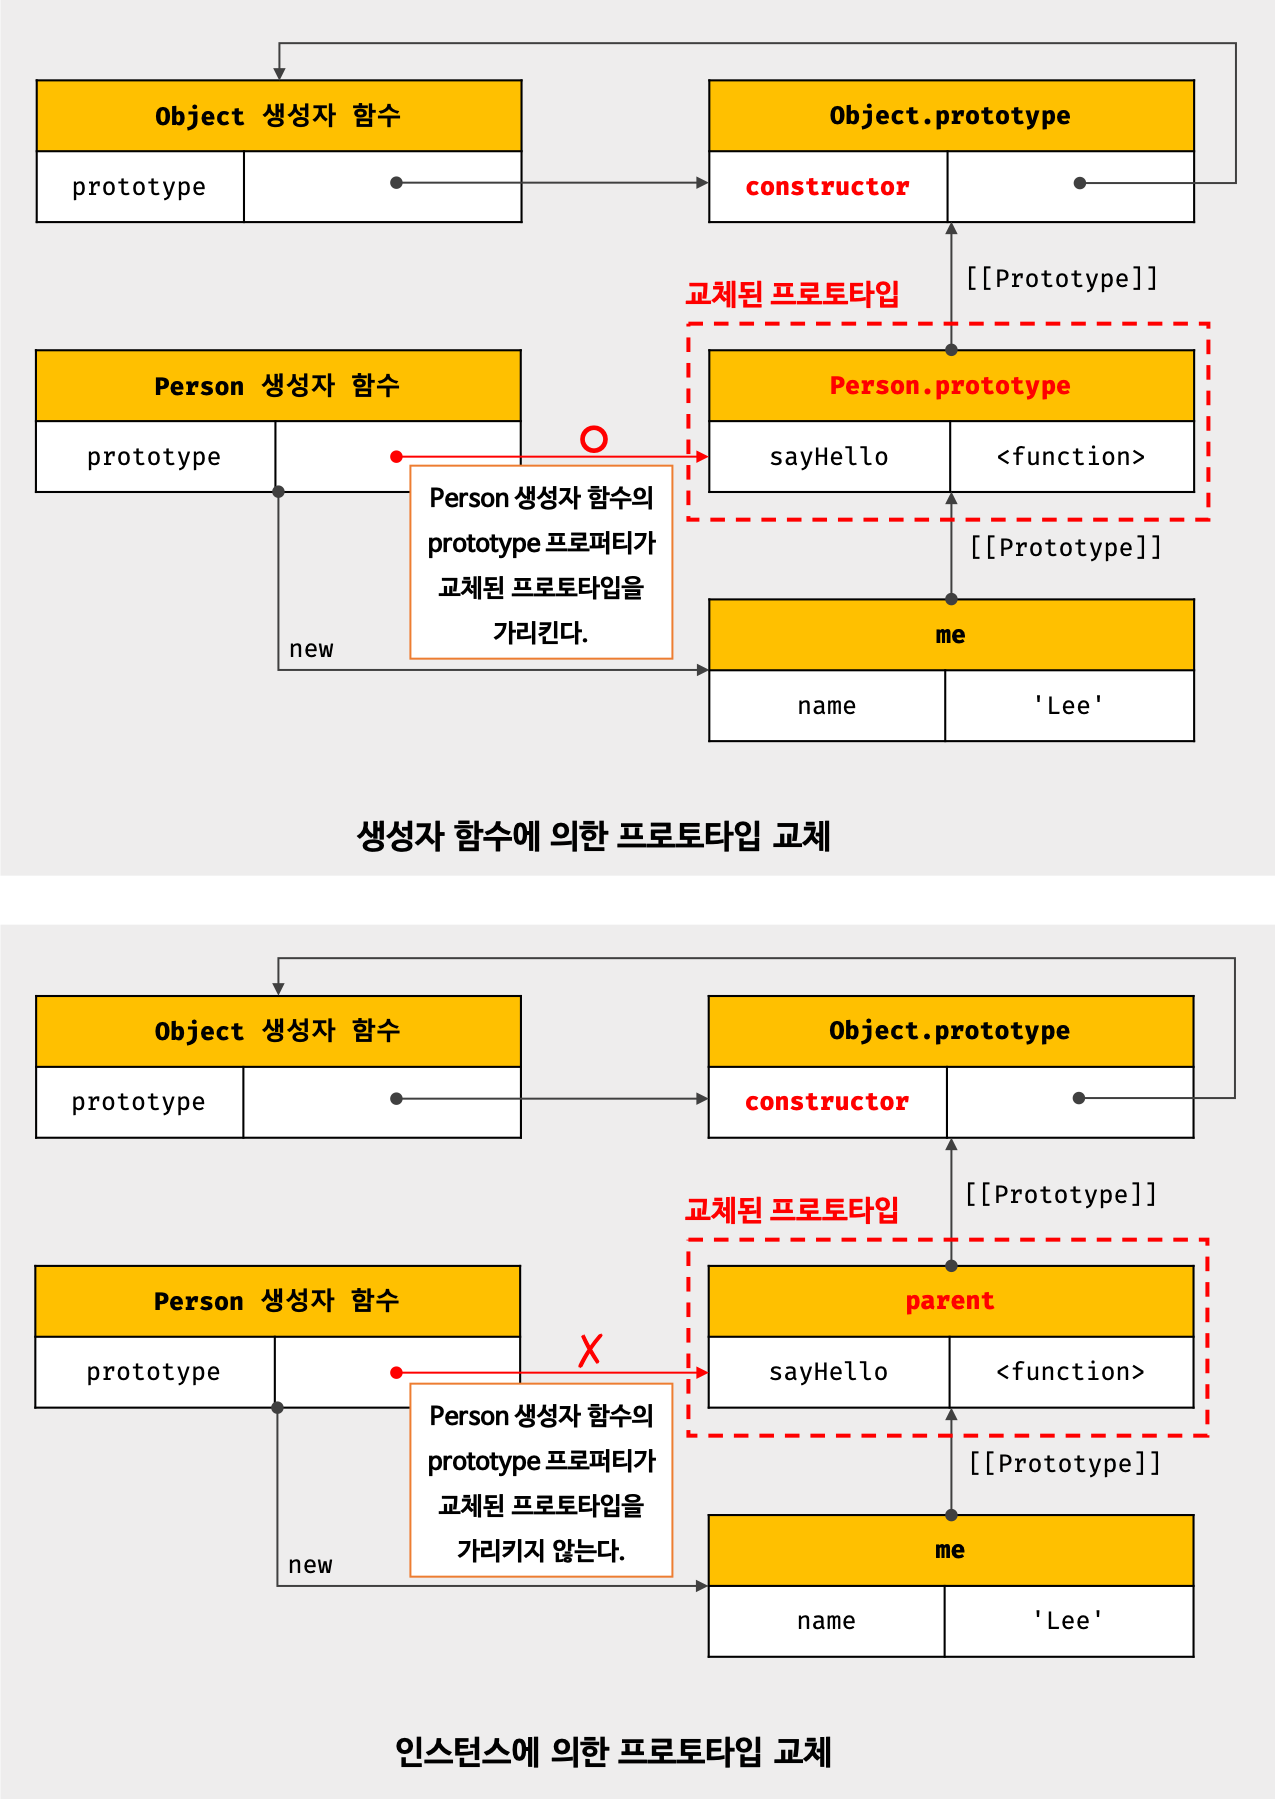 Object 생성자 함수
Object.prototype
prototype
constructor
[[Prototype]]
교체된 프로토타입
Person 생성자 함수
Person.prototype
prototype
sayHello
<function>
Person 생성자 함수의
prototype 프로퍼티가
교체된 프로토타입을
가리킨다.
[[Prototype]]
new
me
name
'Lee'
생성자 함수에 의한 프로토타입 교체
Object 생성자 함수
Object.prototype
prototype
constructor
[[Prototype]]
교체된 프로토타입
Person 생성자 함수
parent
prototype
sayHello
<function>
Person 생성자 함수의
prototype 프로퍼티가
교체된 프로토타입을
가리키지 않는다.
[[Prototype]]
new
me
name
'Lee'
인스턴스에 의한 프로토타입 교체